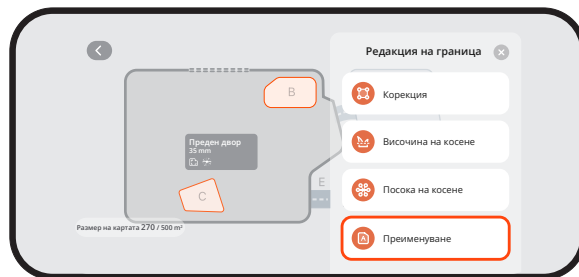 Редакция на граница
B
Корекция
Преден двор
35 mm
Височина на косене
E
C
Посока на косене
Размер на картата 270 / 500 m²
A
Преименуване